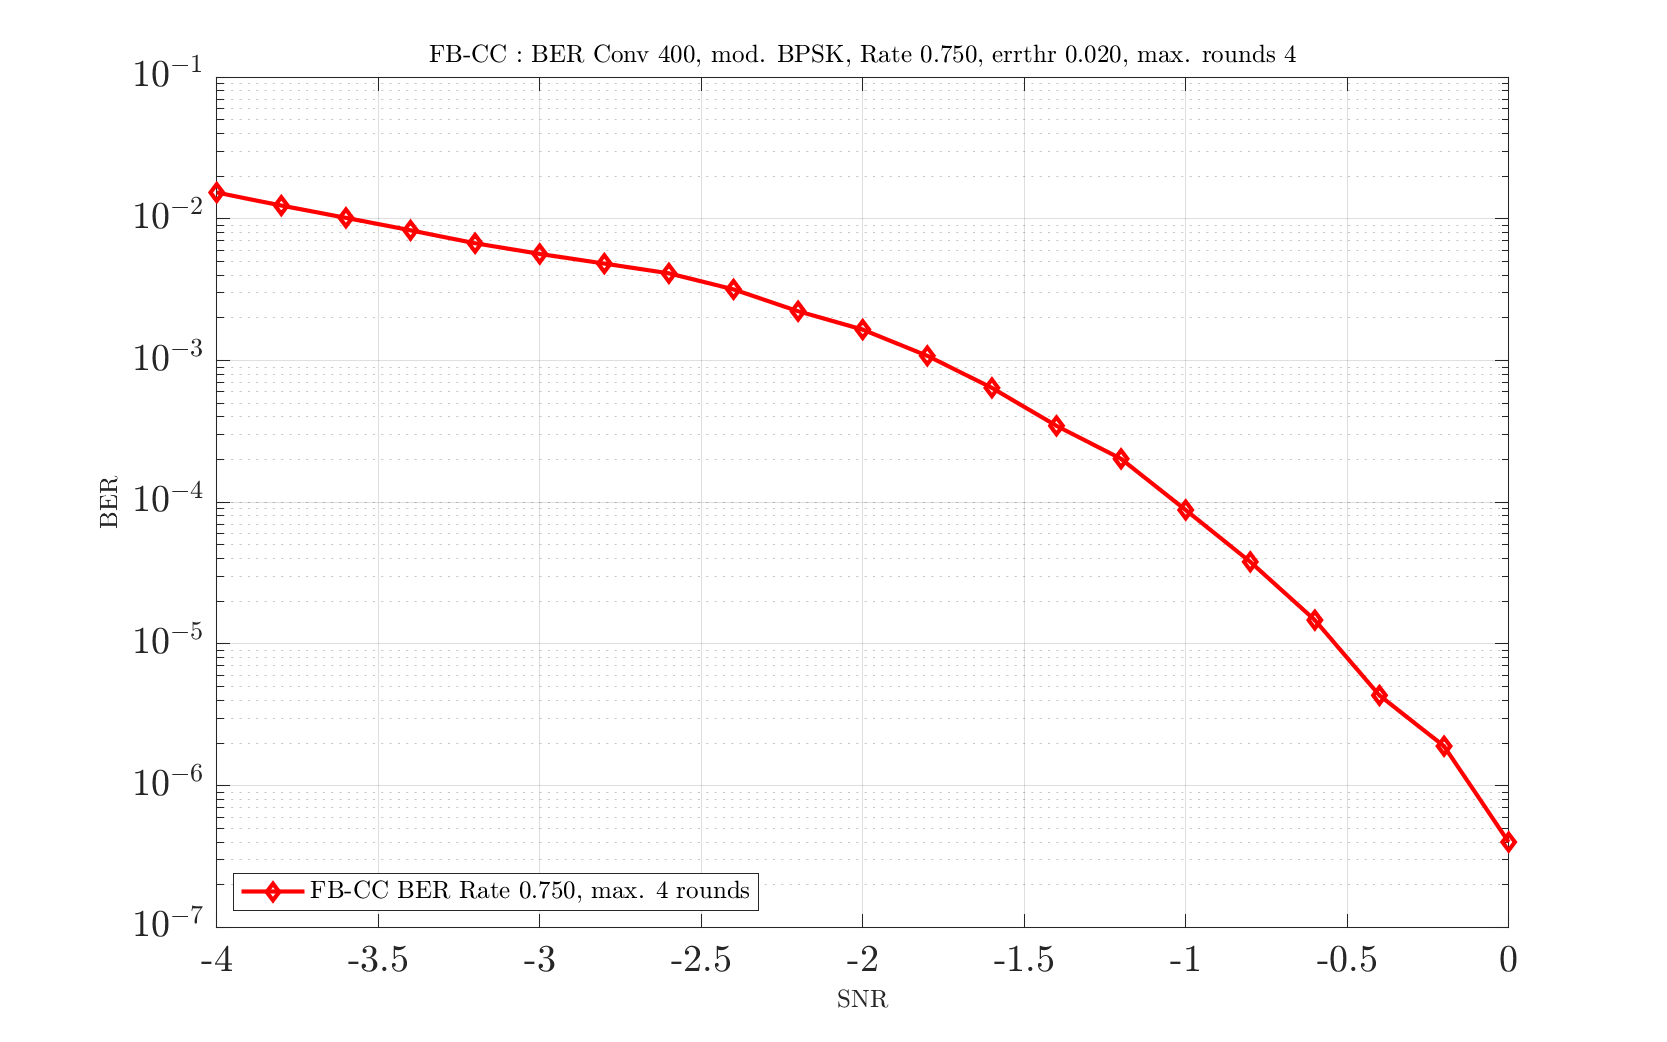 FB-CC : BER Conv 400, mod. BPSK, Rate 0.750, errthr 0.020, max. rounds 4
10⁻¹
10⁻²
10⁻³
10⁻⁴
10⁻⁵
10⁻⁶
10⁻⁷
BER
FB-CC BER Rate 0.750, max. 4 rounds
-4 -3.5 -3 -2.5 -2 -1.5 -1 -0.5 0
SNR